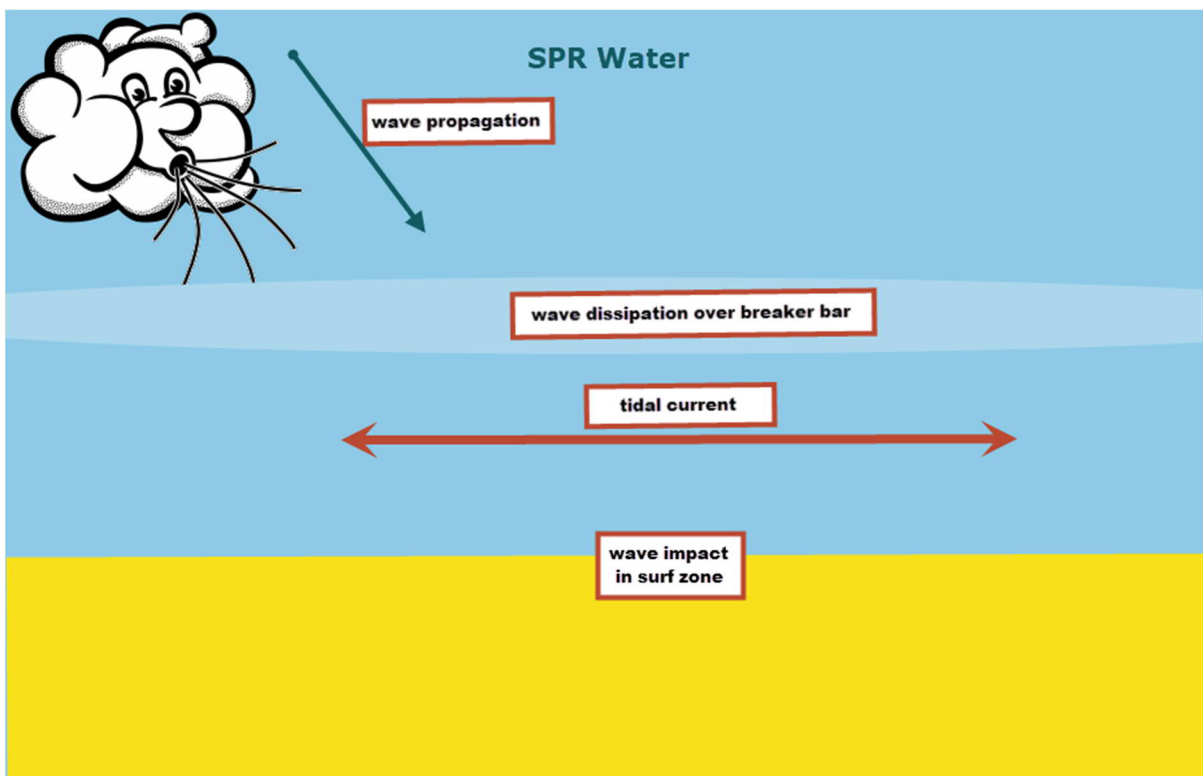 SPR Water
wave propagation
wave dissipation over breaker bar
tidal current
wave impact
in surf zone